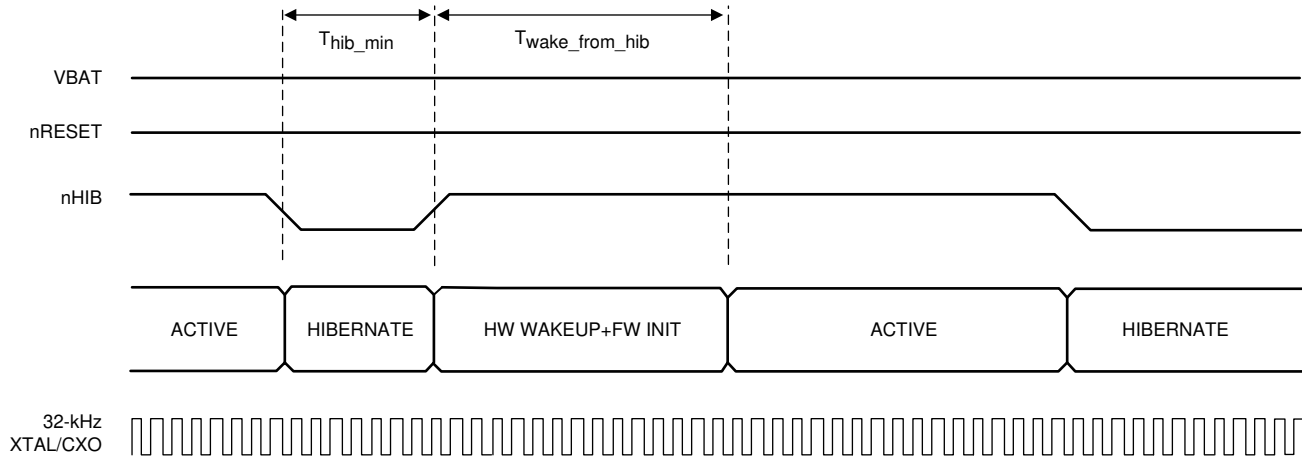 Thib_min
Twake_from_hib
VBAT
nRESET
nHIB
ACTIVE HIBERNATE HW WAKEUP+FW INIT ACTIVE HIBERNATE
32-kHz
XTAL/CXO